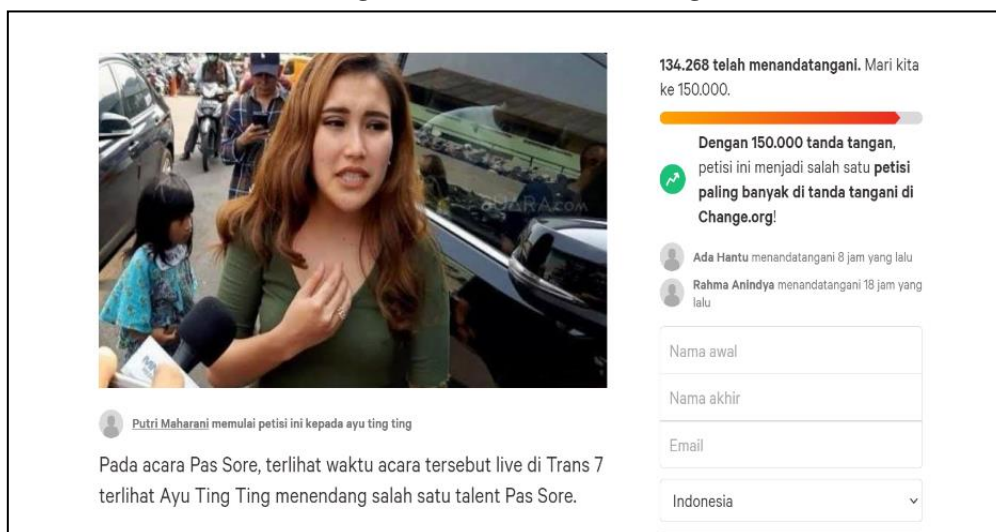 SUARA.com
Putri Maharani memulai petisi ini kepada ayu ting ting
Pada acara Pas Sore, terlihat waktu acara tersebut live di Trans 7
terlihat Ayu Ting Ting menendang salah satu talent Pas Sore.
134.268 telah menandatangani. Mari kita
ke 150.000.
Dengan 150.000 tanda tangan,
petisi ini menjadi salah satu petisi
paling banyak di tanda tangani di
Change.org!
Ada Hantu menandatangani 8 jam yang lalu
Rahma Anindya menandatangani 18 jam yang
lalu
Nama awal
Nama akhir
Email
Indonesia